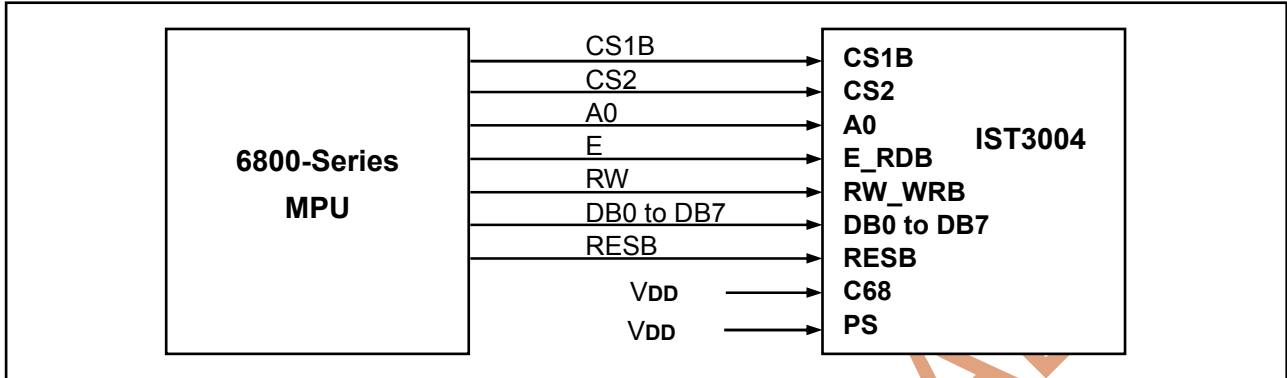 6800-Series
MPU
CS1B
CS2
A0
E
RW
DB0 to DB7
RESB
VDD
VDD
CS1B
CS2
A0
E_RDB
RW_WRB
DB0 to DB7
RESB
C68
PS
IST3004